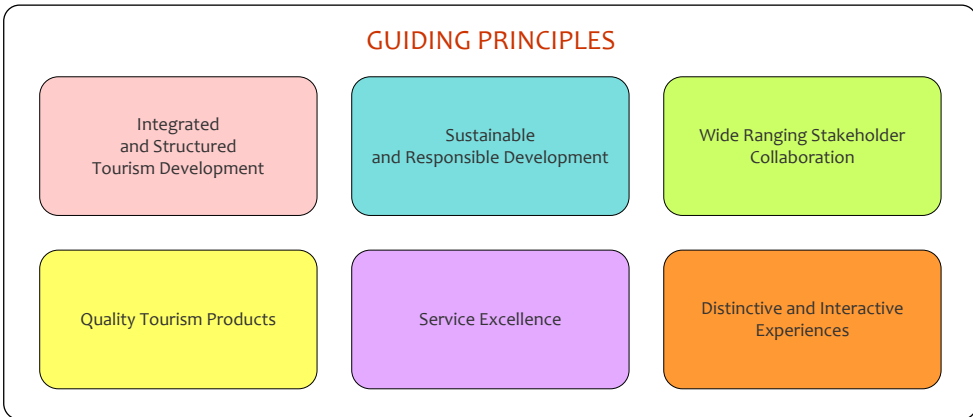 GUIDING PRINCIPLES
Integrated
and Structured
Tourism Development
Sustainable
and Responsible Development
Wide Ranging Stakeholder
Collaboration
Quality Tourism Products
Service Excellence
Distinctive and Interactive
Experiences